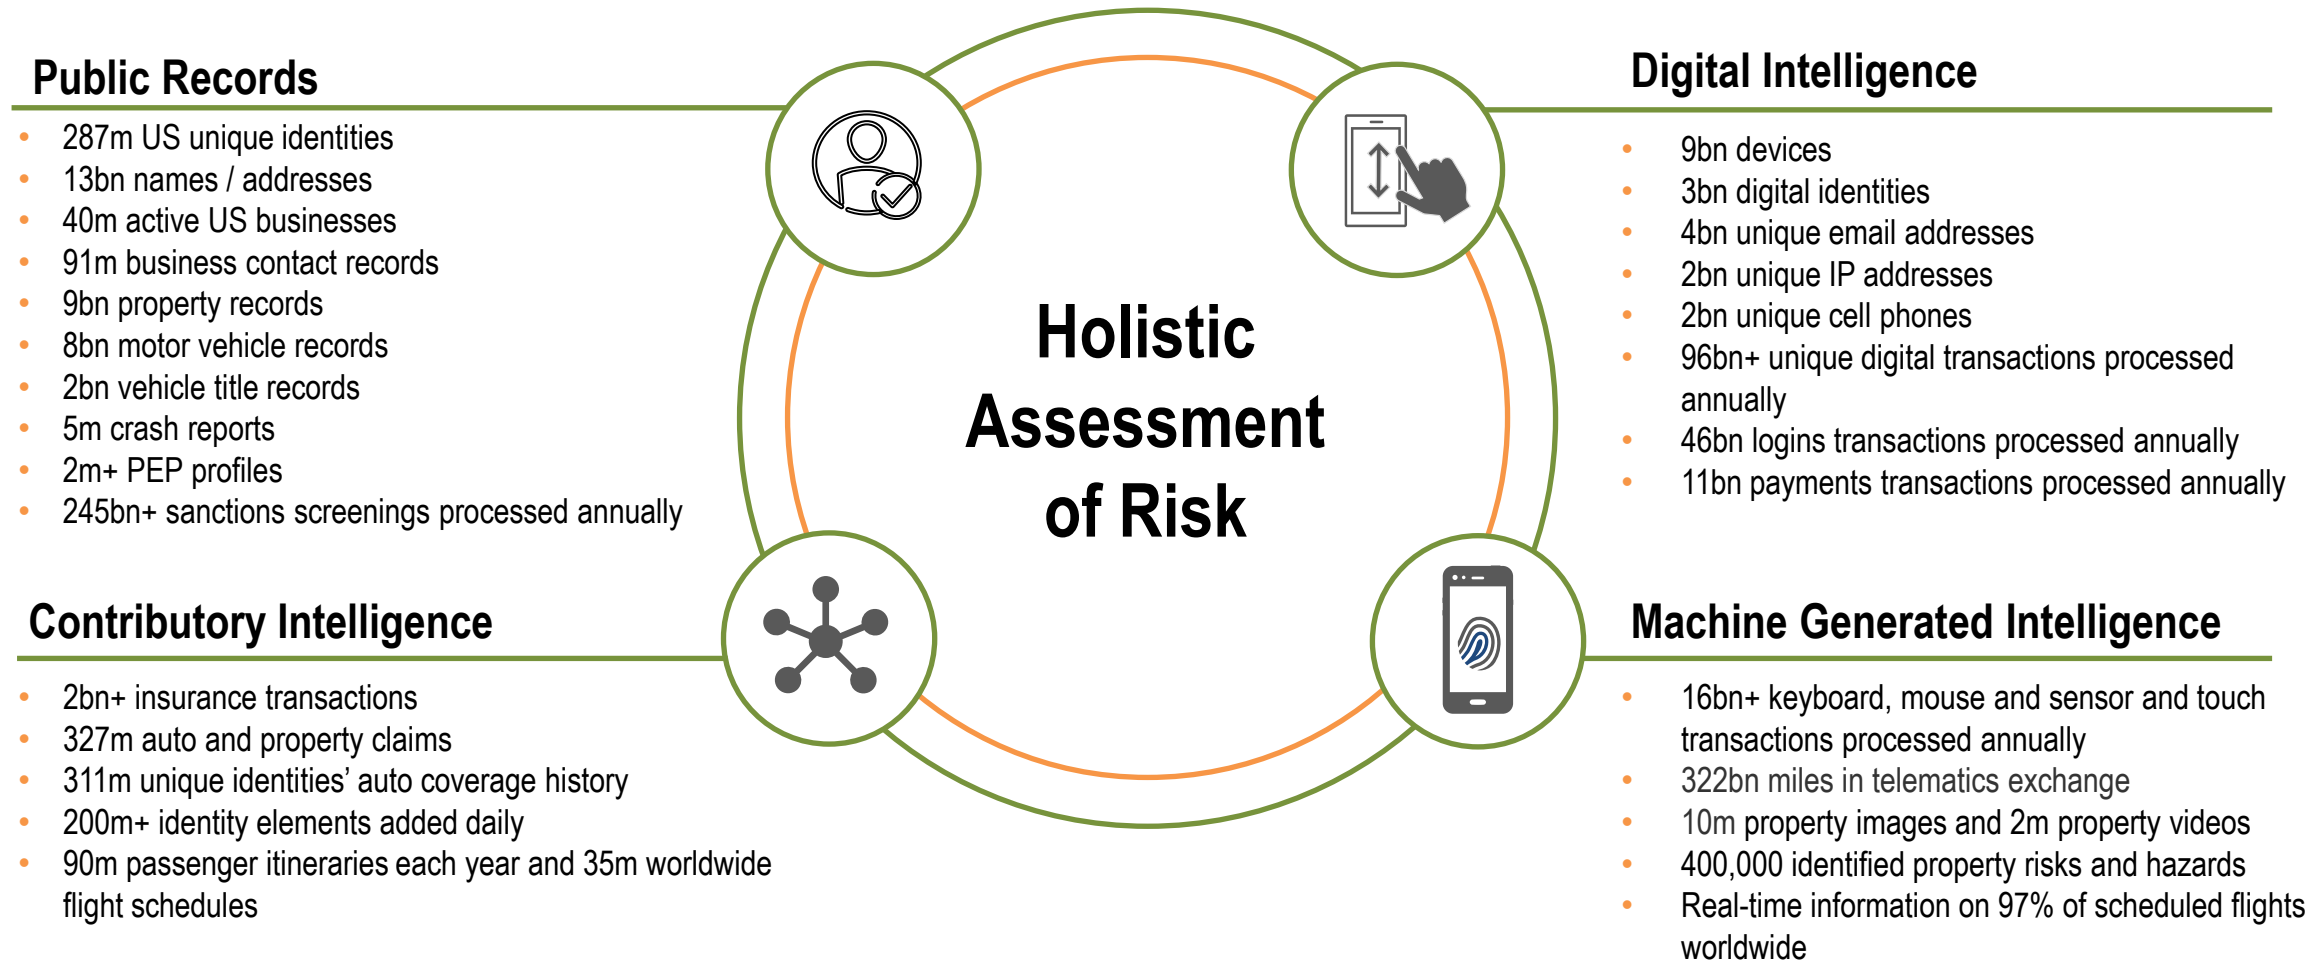 Public Records
• 287m US unique identities
• 13bn names / addresses
• 40m active US businesses
• 91m business contact records
• 9bn property records
• 8bn motor vehicle records
• 2bn vehicle title records
• 5m crash reports
• 2m+ PEP profiles
• 245bn+ sanctions screenings processed annually
Digital Intelligence
• 9bn devices
• 3bn digital identities
• 4bn unique email addresses
• 2bn unique IP addresses
• 2bn unique cell phones
• 96bn+ unique digital transactions processed
annually
• 46bn logins transactions processed annually
• 11bn payments transactions processed annually
Holistic
Assessment
of Risk
Contributory Intelligence
• 2bn+ insurance transactions
• 327m auto and property claims
• 311m unique identities’ auto coverage history
• 200m+ identity elements added daily
• 90m passenger itineraries each year and 35m worldwide
flight schedules
Machine Generated Intelligence
• 16bn+ keyboard, mouse and sensor and touch
transactions processed annually
• 322bn miles in telematics exchange
• 10m property images and 2m property videos
• 400,000 identified property risks and hazards
• Real-time information on 97% of scheduled flights
worldwide